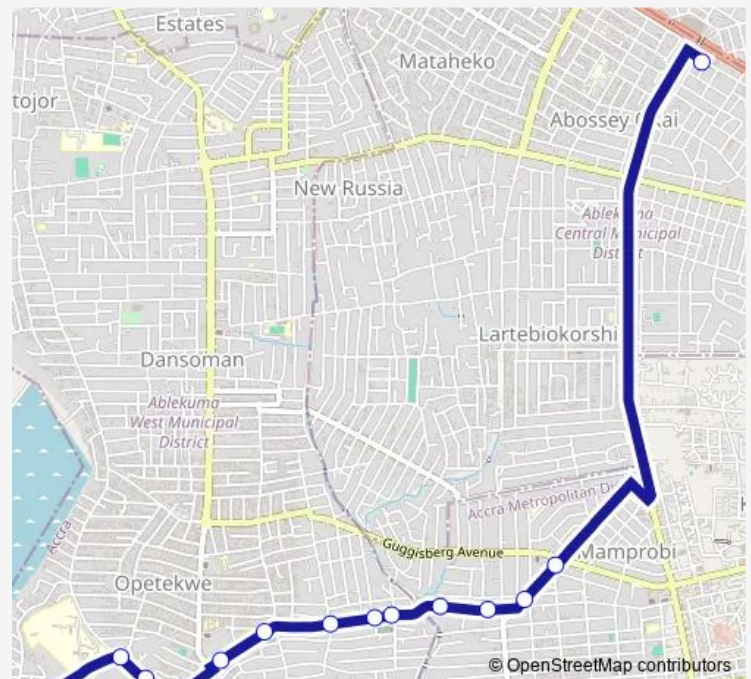 Estates
Mataheko
tojor
Abossey Okai
New Russia
Ablekuma
Central Municipal
District
Lartebiokorshi
Dansoman
Ablekuma
West Municipal
District
Accra Metropolitan Di
Accra
Guggisberg Avenue
Mamprobi
Opetekwe
© OpenStreetMap contributors